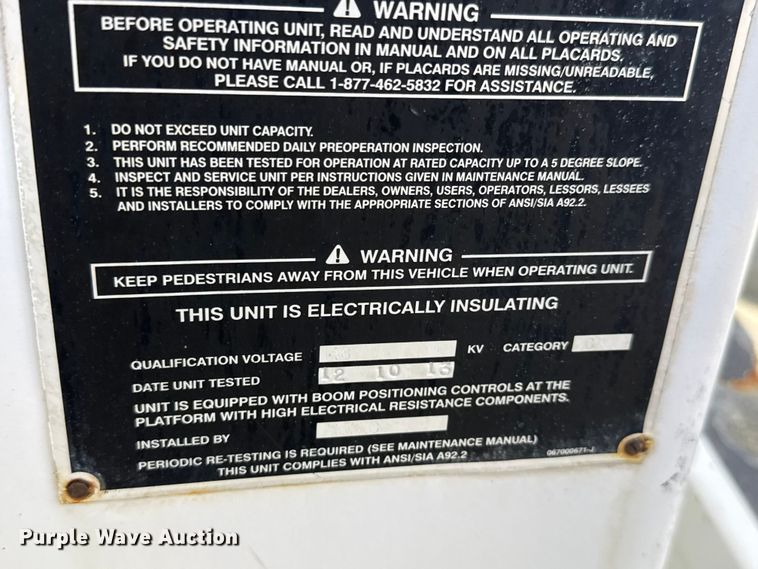 WARNING
BEFORE OPERATING UNIT, READ AND UNDERSTAND ALL OPERATING AND
SAFETY INFORMATION IN MANUAL AND ON ALL PLACARDS.
IF YOU DO NOT HAVE MANUAL OR, IF PLACARDS ARE MISSING/UNREADABLE,
PLEASE CALL 1-877-462-5832 FOR ASSISTANCE.
1. DO NOT EXCEED UNIT CAPACITY.
2. PERFORM RECOMMENDED DAILY PREOPERATION INSPECTION.
3. THIS UNIT HAS BEEN TESTED FOR OPERATION AT RATED CAPACITY UP TO A 5 DEGREE SLOPE.
4. INSPECT AND SERVICE UNIT PER INSTRUCTIONS GIVEN IN MAINTENANCE MANUAL.
5. IT IS THE RESPONSIBILITY OF THE DEALERS, OWNERS, USERS, OPERATORS, LESSORS, LESSEES
AND INSTALLERS TO COMPLY WITH THE APPROPRIATE SECTIONS OF ANSI/SIA A92.2.
WARNING
KEEP PEDESTRIANS AWAY FROM THIS VEHICLE WHEN OPERATING UNIT.
THIS UNIT IS ELECTRICALLY INSULATING
QUALIFICATION VOLTAGE KV CATEGORY
DATE UNIT TESTED 12 10 13
UNIT IS EQUIPPED WITH BOOM POSITIONING CONTROLS AT THE
PLATFORM WITH HIGH ELECTRICAL RESISTANCE COMPONENTS.
INSTALLED BY
PERIODIC RE-TESTING IS REQUIRED (SEE MAINTENANCE MANUAL)
THIS UNIT COMPLIES WITH ANSI/SIA A92.2
067000671-J
Purple Wave Auction